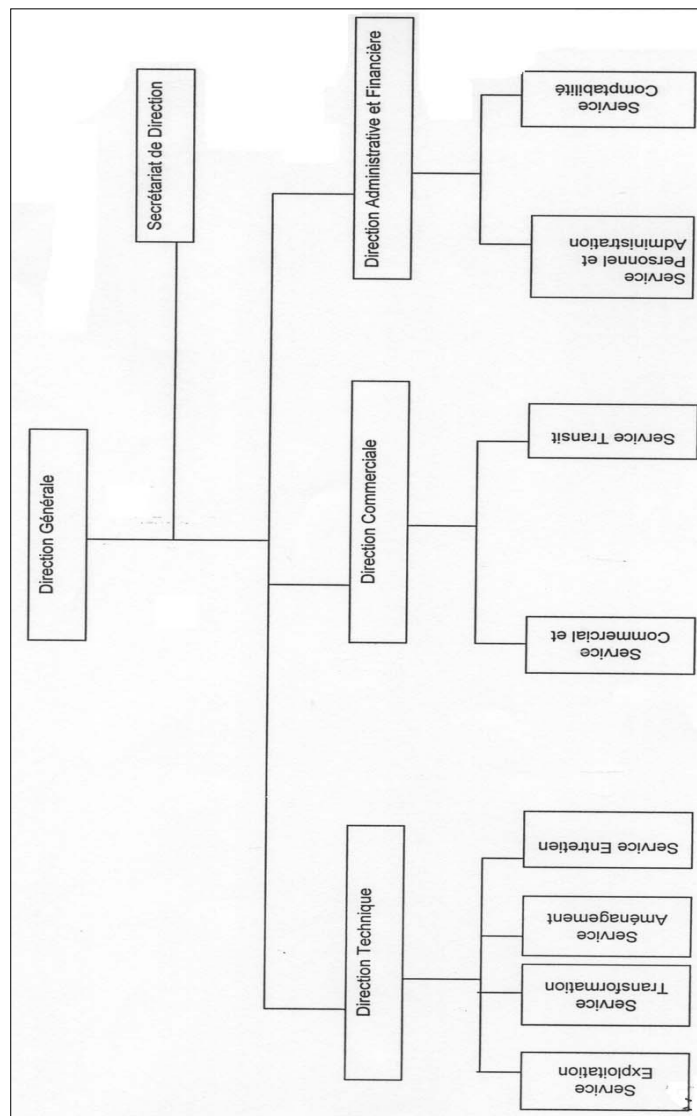 Direction Générale
Secrétariat de Direction
Direction Technique
Direction Commerciale
Direction Administrative et Financière
Service
Exploitation
Service
Transformation
Service
Aménagement
Service Entretien
Service
Commercial et
Service Transit
Service
Personnel et
Administration
Service
Comptabilité